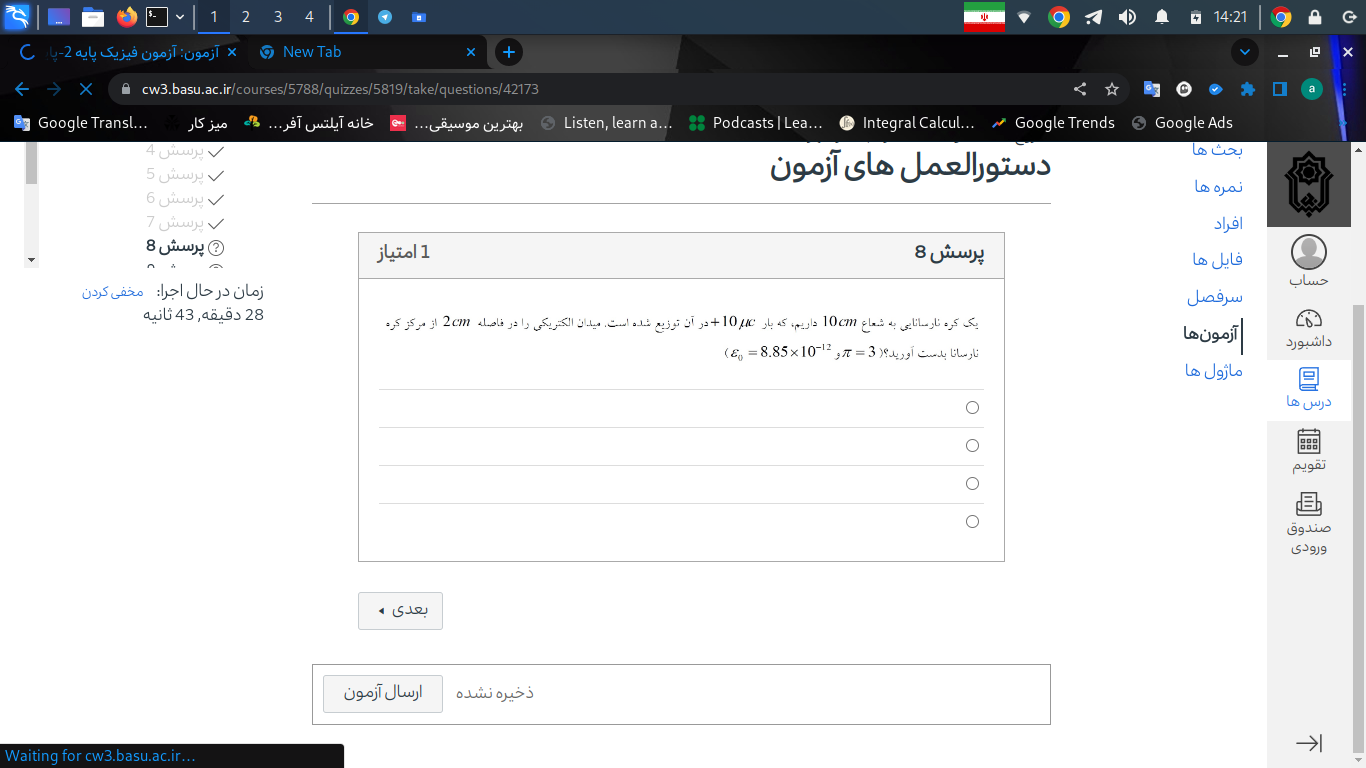 1 2 3 4
14:21
آزمون: آزمون فیزیک پایه 2-پا
New Tab
cw3.basu.ac.ir/courses/5788/quizzes/5819/take/questions/42173
a
Google Transl...
میز کار
خانه آیلتس آفر...
بهترین موسیقی...
Listen, learn a...
Podcasts | Lea...
Integral Calcul...
Google Trends
Google Ads
بحث ها
نمره ها
افراد
فایل ها
سرفصل
آزمون‌ها
ماژول ها
حساب
داشبورد
درس ها
تقویم
صندوق
ورودی
دستورالعمل های آزمون
پرسش 8
1 امتیاز
یک کره نارسانایی به شعاع 10cm داریم، که بار +10μc در آن توزیع شده است. میدان الکتریکی را در فاصله 2cm از مرکز کره
نارسانا بدست آورید؟( π = 3 و ε₀ = 8.85×10⁻¹² )
بعدی
ذخیره نشده
ارسال آزمون
پرسش 4
پرسش 5
پرسش 6
پرسش 7
پرسش 8
زمان در حال اجرا: مخفی کردن
28 دقیقه, 43 ثانیه
Waiting for cw3.basu.ac.ir...